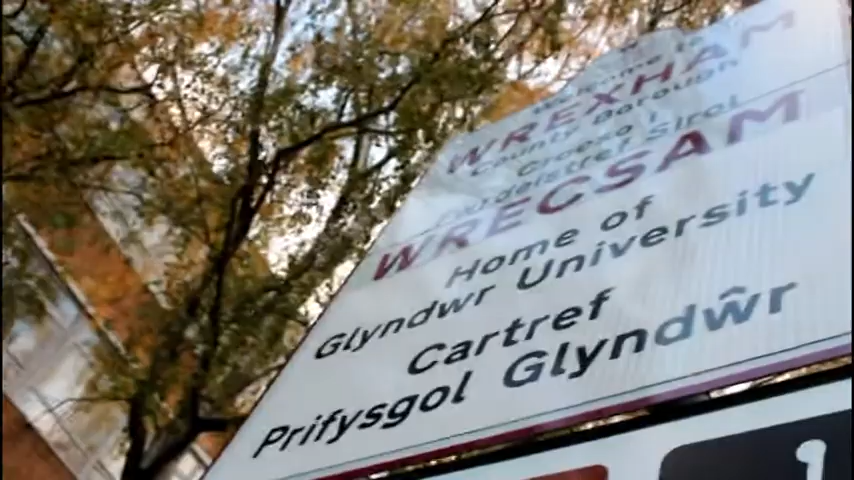 Welcome to
WREXHAM
County Borough
Croeso i
Fwrdeistref Sirol
WRECSAM
Home of
Glyndwr University
Cartref
Prifysgol Glyndŵr